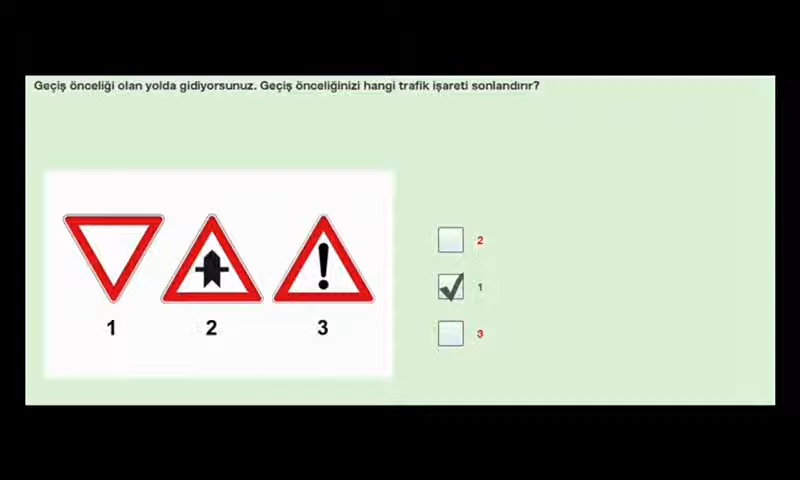 Geçiş önceliği olan yolda gidiyorsunuz. Geçiş önceliğinizi hangi trafik işareti sonlandırır?
1 2 3
2
1
3